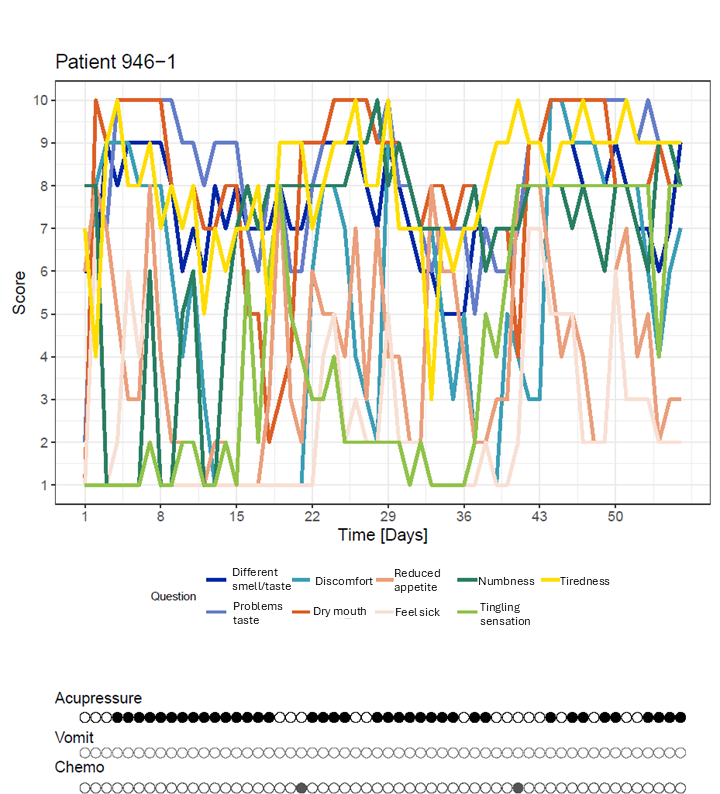 Patient 946−1
10
9
8
7
6
5
4
3
2
1
Score
1 8 15 22 29 36 43 50
Time [Days]
Question
Different smell/taste
Discomfort
Reduced appetite
Numbness
Tiredness
Problems taste
Dry mouth
Feel sick
Tingling sensation
Acupressure
Vomit
Chemo